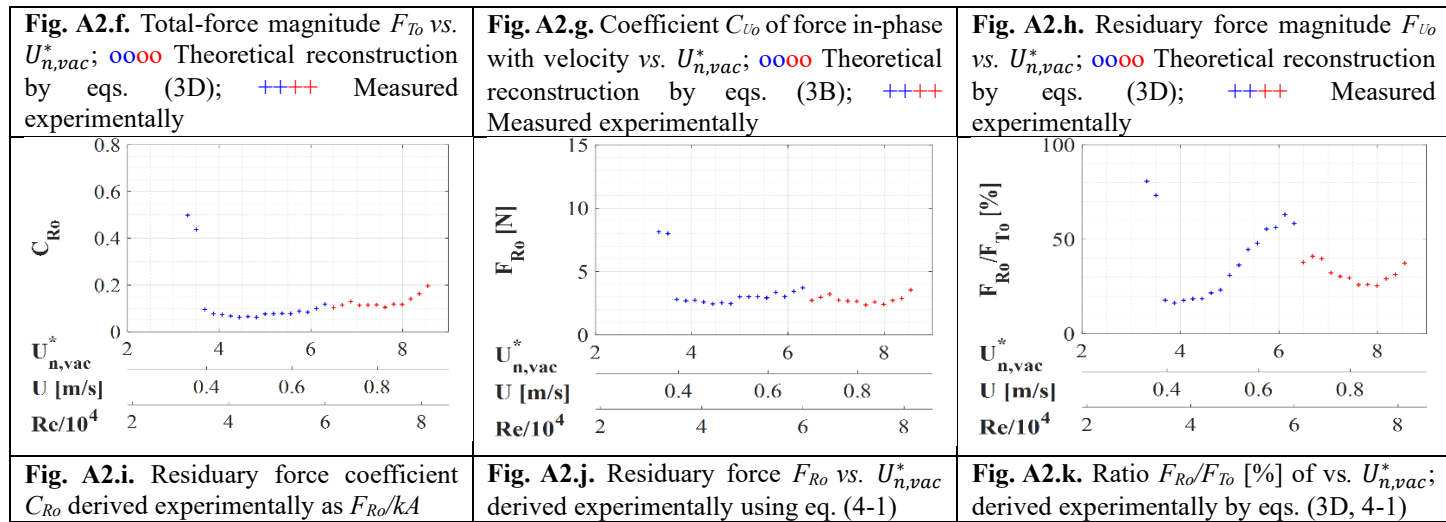 Fig. A2.f. Total-force magnitude F_To vs.
U*_n,vac; oooo Theoretical reconstruction
by eqs. (3D); ++++ Measured
experimentally
Fig. A2.g. Coefficient C_Uo of force in-phase
with velocity vs. U*_n,vac; oooo Theoretical
reconstruction by eqs. (3B); ++++
Measured experimentally
Fig. A2.h. Residuary force magnitude F_Uo
vs. U*_n,vac; oooo Theoretical reconstruction
by eqs. (3D); ++++ Measured
experimentally
C_Ro
0.8
0.6
0.4
0.2
0
2 4 6 8
U*_n,vac
U [m/s] 0.4 0.6 0.8
Re/10^4 2 4 6 8
F_Ro [N]
15
10
5
0
2 4 6 8
U*_n,vac
U [m/s] 0.4 0.6 0.8
Re/10^4 2 4 6 8
F_Ro/F_To [%]
100
50
0
2 4 6 8
U*_n,vac
U [m/s] 0.4 0.6 0.8
Re/10^4 2 4 6 8
Fig. A2.i. Residuary force coefficient
C_Ro derived experimentally as F_Ro/kA
Fig. A2.j. Residuary force F_Ro vs. U*_n,vac
derived experimentally using eq. (4-1)
Fig. A2.k. Ratio F_Ro/F_To [%] of vs. U*_n,vac;
derived experimentally by eqs. (3D, 4-1)